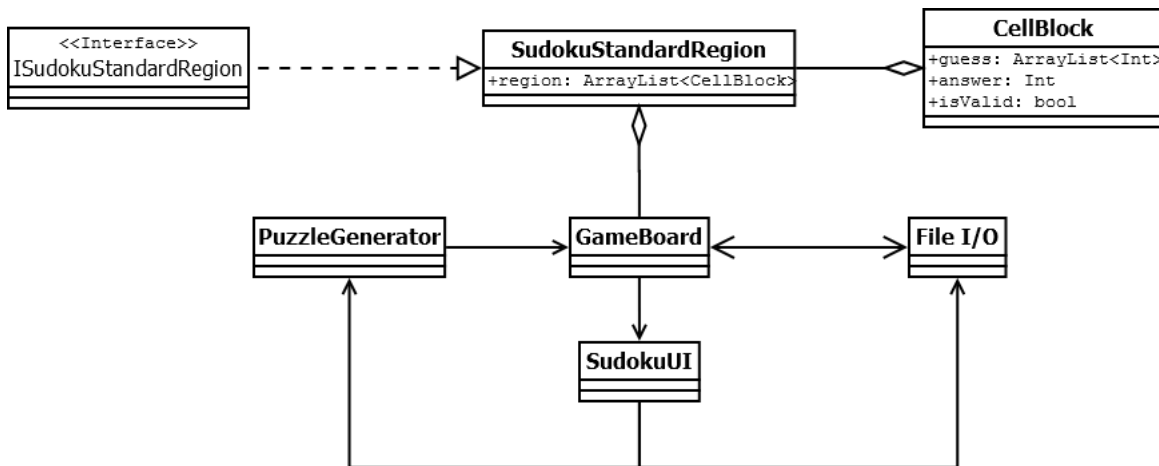 <<Interface>>
ISudokuStandardRegion
SudokuStandardRegion
+region: ArrayList<CellBlock>
CellBlock
+guess: ArrayList<Int>
+answer: Int
+isValid: bool
PuzzleGenerator
GameBoard
File I/O
SudokuUI